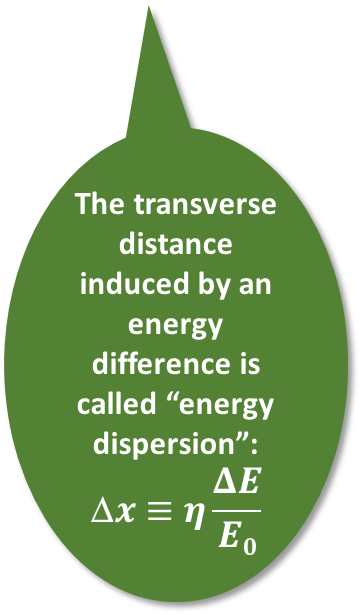 The transverse
distance
induced by an
energy
difference is
called “energy
dispersion”:
Δx ≡ η ΔE/E₀